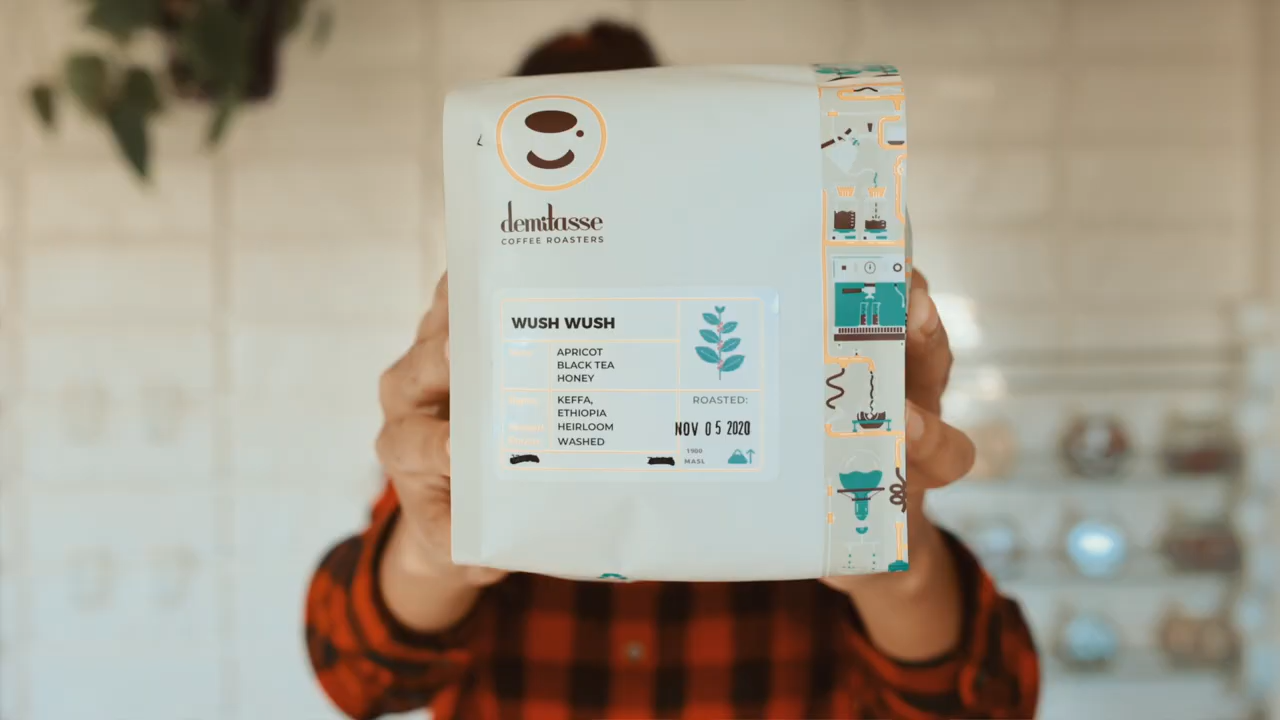 demitasse
COFFEE ROASTERS
WUSH WUSH
APRICOT
BLACK TEA
HONEY
KEFFA,
ETHIOPIA
HEIRLOOM
WASHED
ROASTED:
NOV 05 2020
1900
MASL